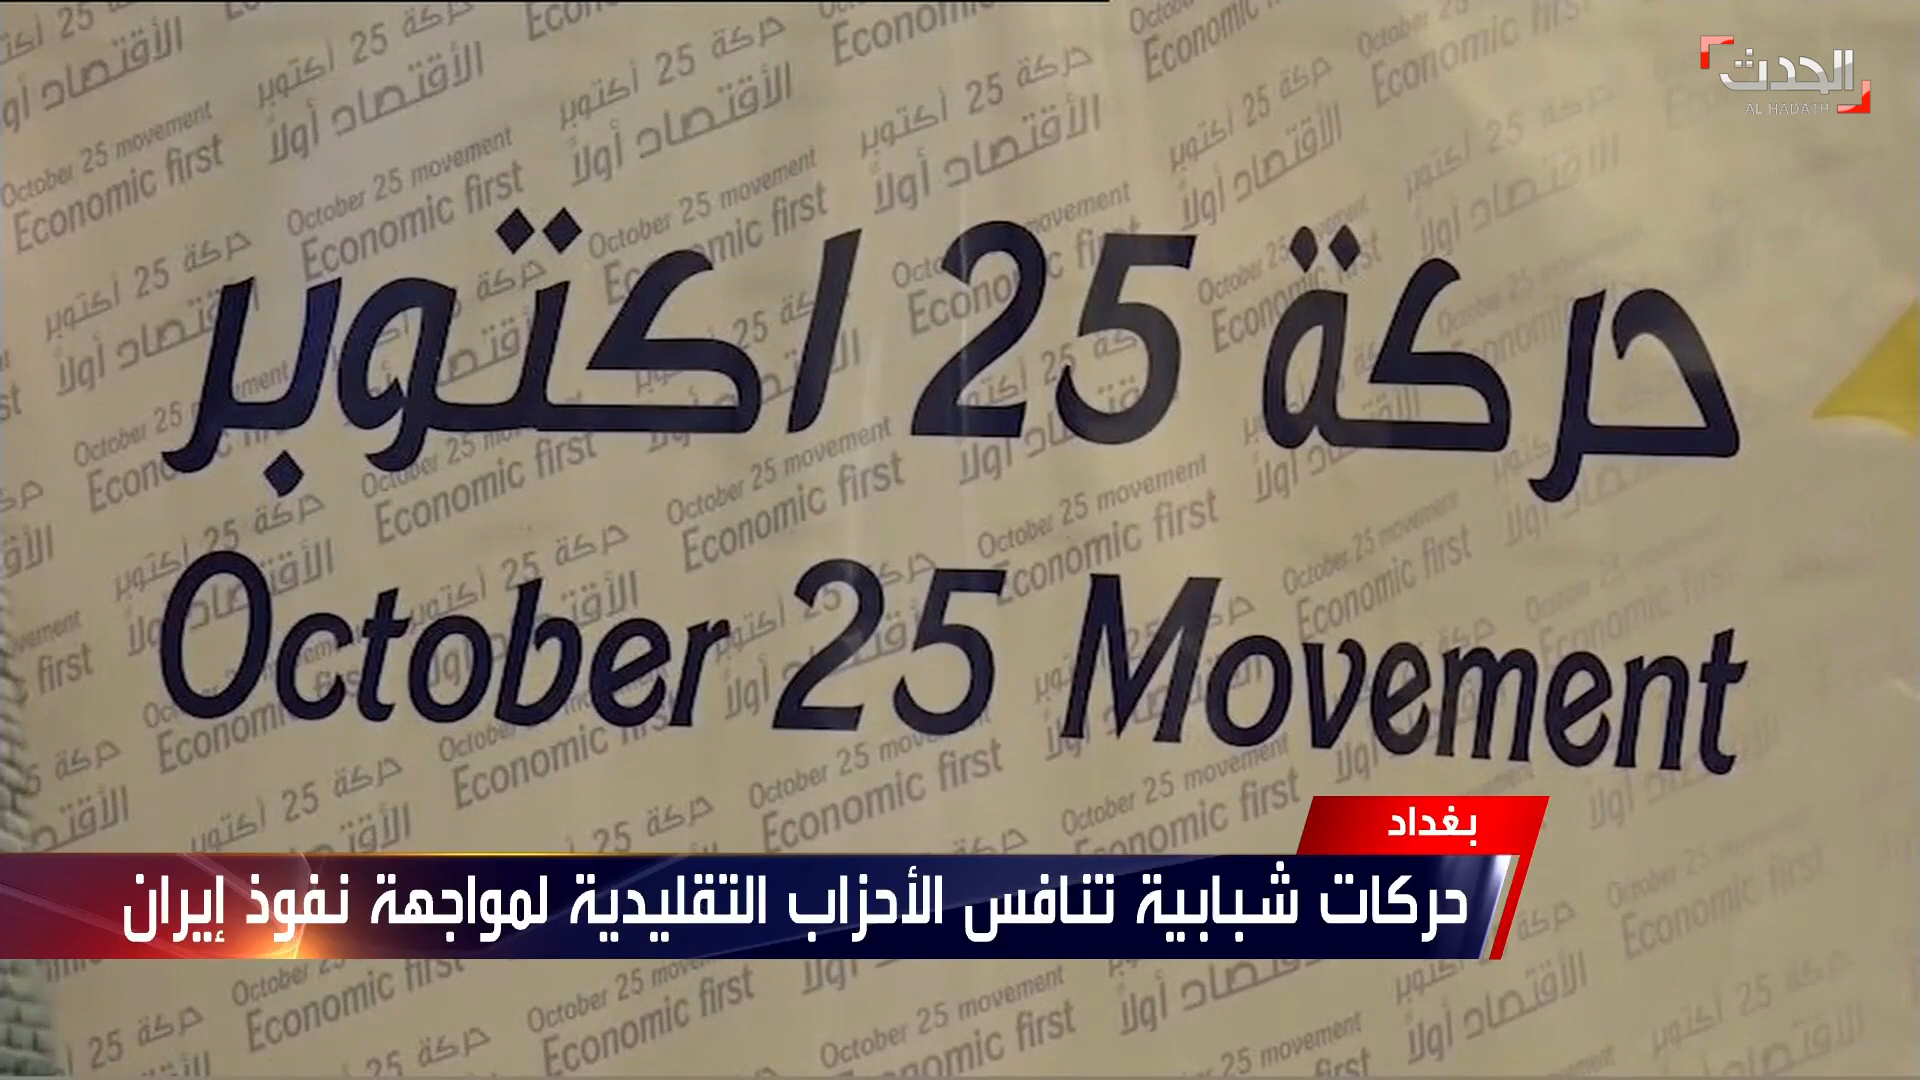 الحدث
AL HADATH
حركة 25 اكتوبر
October 25 Movement
حركة 25 أكتوبر
الأقتصاد أولاً
October 25 movement
Economic first
بغداد
حركات شبابية تنافس الأحزاب التقليدية لمواجهة نفوذ إيران